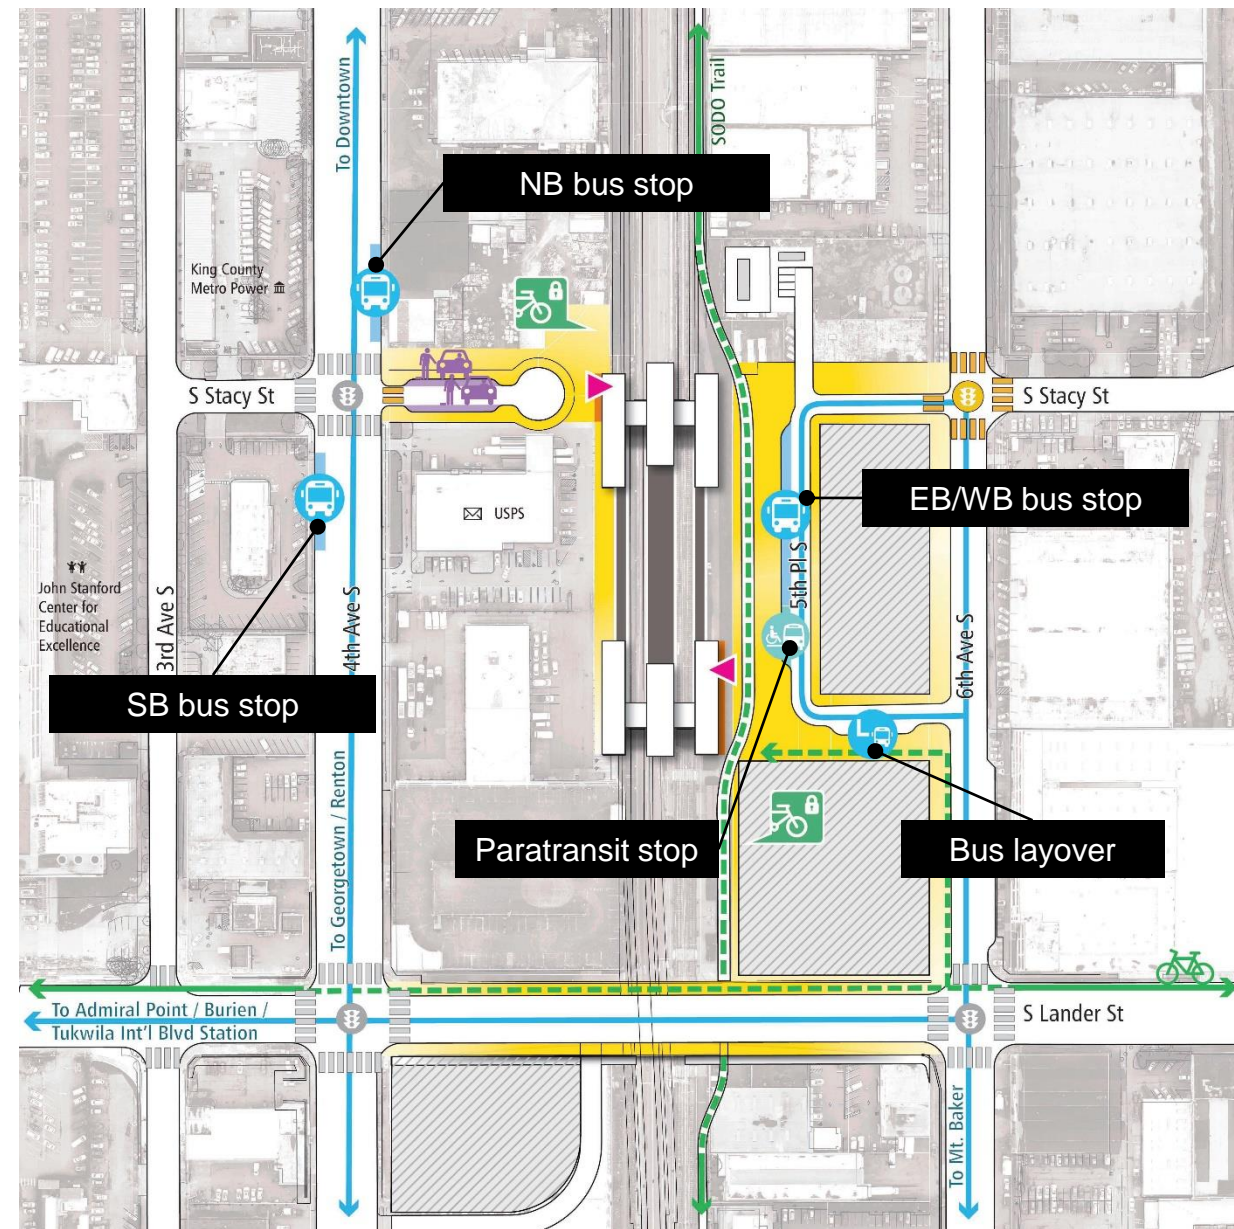 To Downtown
SODO Trail
NB bus stop
King County
Metro Power
S Stacy St
S Stacy St
USPS
EB/WB bus stop
5th Pl S
John Stanford
Center for
Educational
Excellence
3rd Ave S
4th Ave S
6th Ave S
SB bus stop
To Georgetown / Renton
Paratransit stop
Bus layover
To Admiral Point / Burien /
Tukwila Int'l Blvd Station
S Lander St
To Mt. Baker